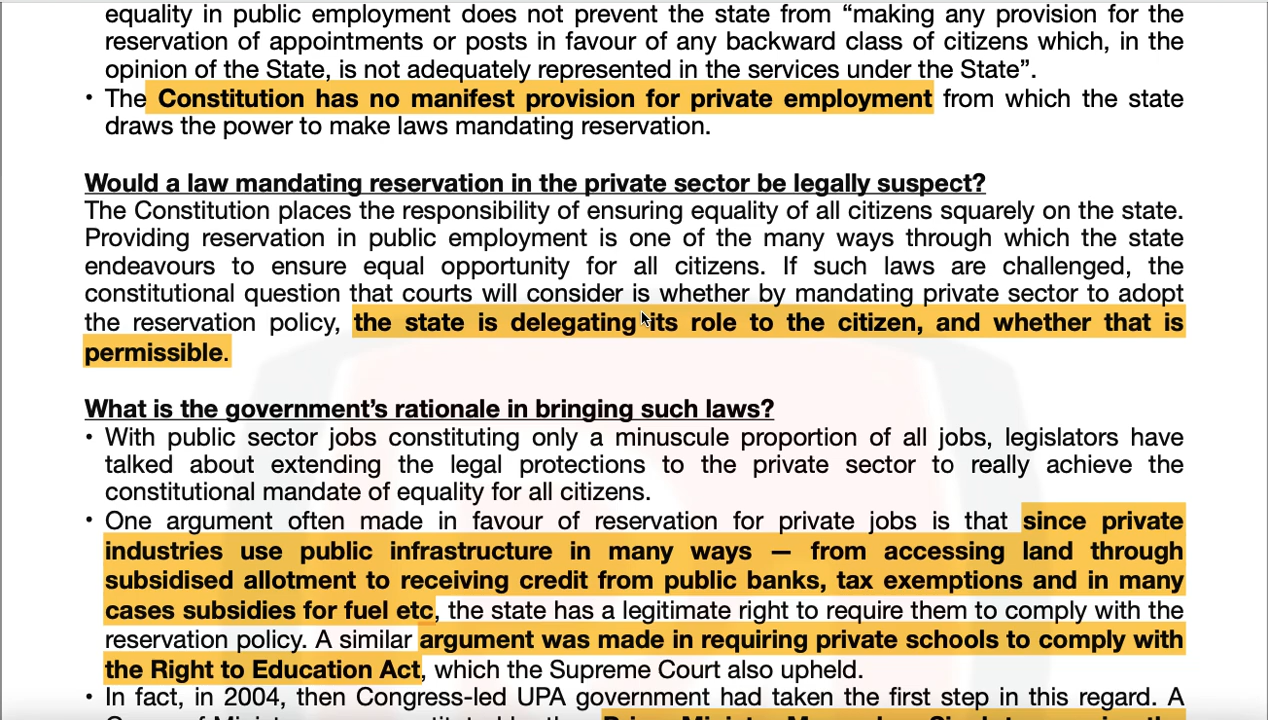 equality in public employment does not prevent the state from “making any provision for the
reservation of appointments or posts in favour of any backward class of citizens which, in the
opinion of the State, is not adequately represented in the services under the State”.
• The Constitution has no manifest provision for private employment from which the state
draws the power to make laws mandating reservation.
Would a law mandating reservation in the private sector be legally suspect?
The Constitution places the responsibility of ensuring equality of all citizens squarely on the state.
Providing reservation in public employment is one of the many ways through which the state
endeavours to ensure equal opportunity for all citizens. If such laws are challenged, the
constitutional question that courts will consider is whether by mandating private sector to adopt
the reservation policy, the state is delegating its role to the citizen, and whether that is
permissible.
What is the government’s rationale in bringing such laws?
• With public sector jobs constituting only a minuscule proportion of all jobs, legislators have
talked about extending the legal protections to the private sector to really achieve the
constitutional mandate of equality for all citizens.
• One argument often made in favour of reservation for private jobs is that since private
industries use public infrastructure in many ways — from accessing land through
subsidised allotment to receiving credit from public banks, tax exemptions and in many
cases subsidies for fuel etc, the state has a legitimate right to require them to comply with the
reservation policy. A similar argument was made in requiring private schools to comply with
the Right to Education Act, which the Supreme Court also upheld.
• In fact, in 2004, then Congress-led UPA government had taken the first step in this regard. A